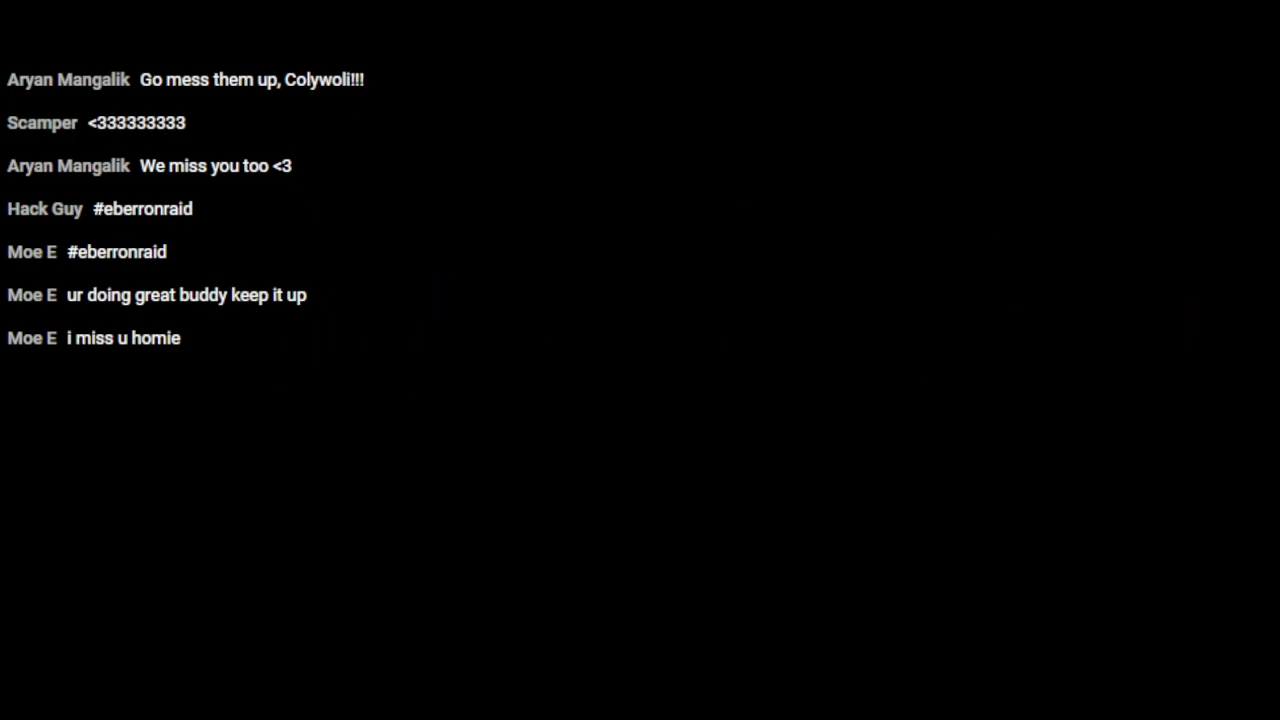 Aryan Mangalik Go mess them up, Colywoli!!!
Scamper <333333333
Aryan Mangalik We miss you too <3
Hack Guy #eberronraid
Moe E #eberronraid
Moe E ur doing great buddy keep it up
Moe E i miss u homie